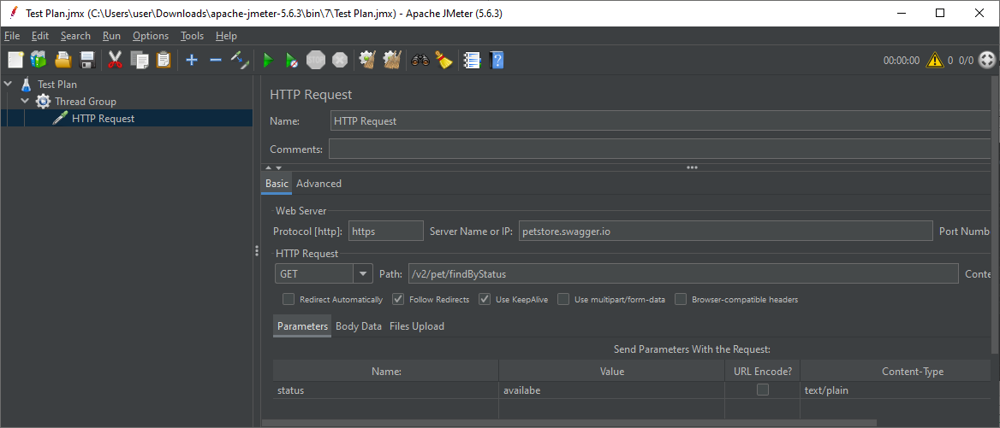 Test Plan.jmx (C:\Users\user\Downloads\apache-jmeter-5.6.3\bin\7\Test Plan.jmx) - Apache JMeter (5.6.3)
File Edit Search Run Options Tools Help
STOP 00:00:00 0 0/0
Test Plan
Thread Group
HTTP Request
HTTP Request
Name: HTTP Request
Comments:
Basic Advanced
Web Server
Protocol [http]: https Server Name or IP: petstore.swagger.io Port Numb
HTTP Request
GET Path: /v2/pet/findByStatus Conte
Redirect Automatically Follow Redirects Use KeepAlive Use multipart/form-data Browser-compatible headers
Parameters Body Data Files Upload
Send Parameters With the Request:
Name: Value URL Encode? Content-Type
status availabe text/plain